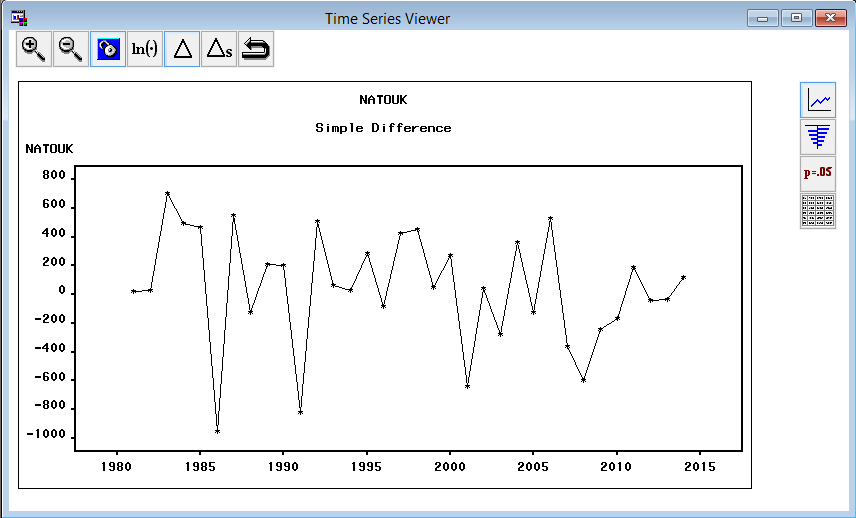 Time Series Viewer
ln(·)
Δ
Δs
NATOUK
Simple Difference
NATOUK
800
600
400
200
0
-200
-400
-600
-800
-1000
1980 1985 1990 1995 2000 2005 2010 2015
p=.05